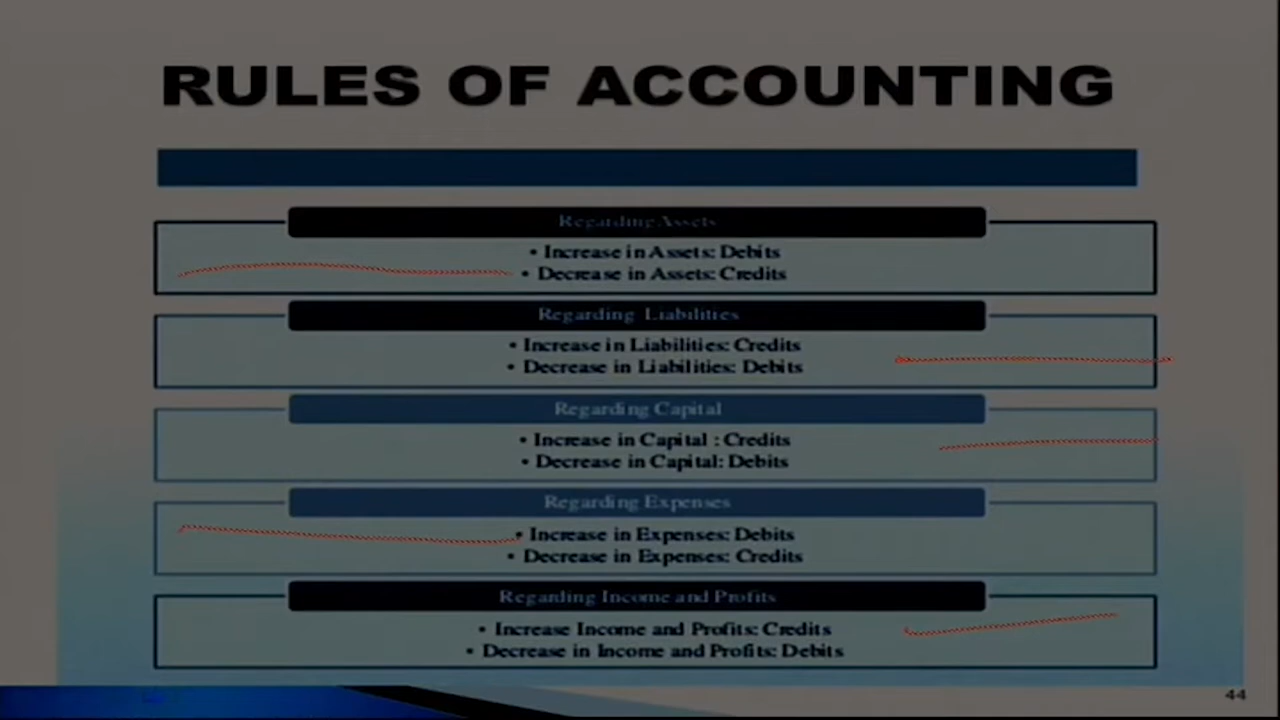 RULES OF ACCOUNTING
Regarding Assets
• Increase in Assets: Debits
• Decrease in Assets: Credits
Regarding Liabilities
• Increase in Liabilities: Credits
• Decrease in Liabilities: Debits
Regarding Capital
• Increase in Capital : Credits
• Decrease in Capital: Debits
Regarding Expenses
• Increase in Expenses: Debits
• Decrease in Expenses: Credits
Regarding Income and Profits
• Increase Income and Profits: Credits
• Decrease in Income and Profits: Debits
44